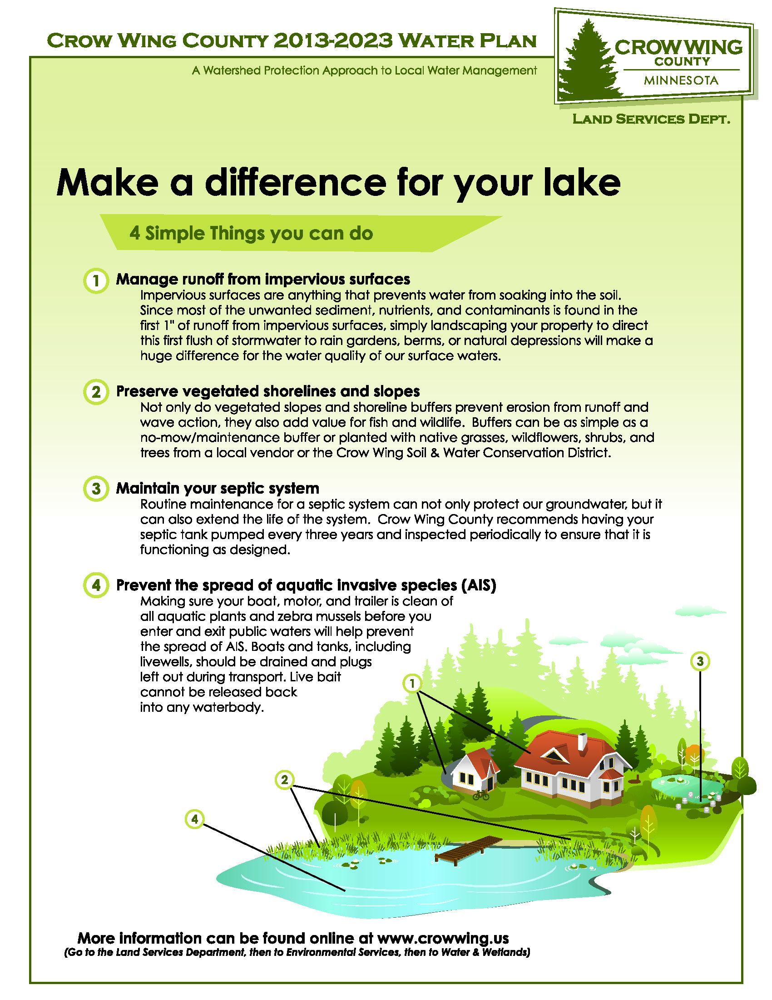 Crow Wing County 2013-2023 Water Plan
A Watershed Protection Approach to Local Water Management
CROW WING
COUNTY
MINNESOTA
Land Services Dept.
Make a difference for your lake
4 Simple Things you can do
1 Manage runoff from impervious surfaces
Impervious surfaces are anything that prevents water from soaking into the soil.
Since most of the unwanted sediment, nutrients, and contaminants is found in the
first 1" of runoff from impervious surfaces, simply landscaping your property to direct
this first flush of stormwater to rain gardens, berms, or natural depressions will make a
huge difference for the water quality of our surface waters.
2 Preserve vegetated shorelines and slopes
Not only do vegetated slopes and shoreline buffers prevent erosion from runoff and
wave action, they also add value for fish and wildlife.  Buffers can be as simple as a
no-mow/maintenance buffer or planted with native grasses, wildflowers, shrubs, and
trees from a local vendor or the Crow Wing Soil & Water Conservation District.
3 Maintain your septic system
Routine maintenance for a septic system can not only protect our groundwater, but it
can also extend the life of the system.  Crow Wing County recommends having your
septic tank pumped every three years and inspected periodically to ensure that it is
functioning as designed.
4 Prevent the spread of aquatic invasive species (AIS)
Making sure your boat, motor, and trailer is clean of
all aquatic plants and zebra mussels before you
enter and exit public waters will help prevent
the spread of AIS. Boats and tanks, including
livewells, should be drained and plugs
left out during transport. Live bait
cannot be released back
into any waterbody.
3
1
2
4
More information can be found online at www.crowwing.us
(Go to the Land Services Department, then to Environmental Services, then to Water & Wetlands)